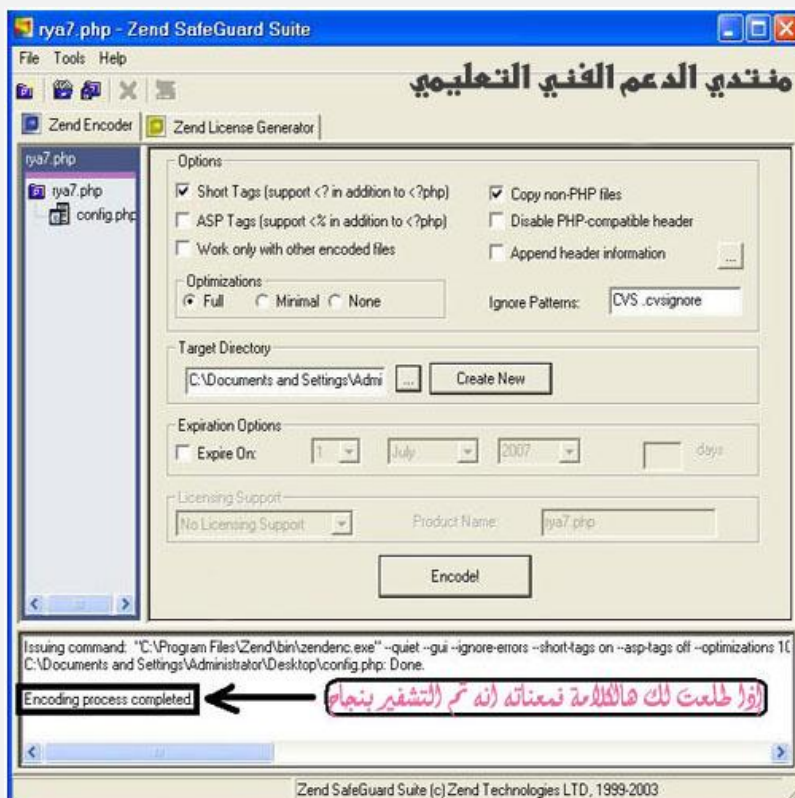 rya7.php - Zend SafeGuard Suite
File Tools Help
منتدي الدعم الفني التعليمي
Zend Encoder Zend License Generator
rya7.php
rya7.php
config.php
Options
Short Tags (support <? in addition to <?php)
Copy non-PHP files
ASP Tags (support <% in addition to <?php)
Disable PHP-compatible header
Work only with other encoded files
Append header information ...
Optimizations
Full Minimal None
Ignore Patterns: CVS .cvsignore
Target Directory
C:\Documents and Settings\Admi ... Create New
Expiration Options
Expire On: 1 July 2007 days
Licensing Support
No Licensing Support Product Name: rya7.php
Encode!
Issuing command: "C:\Program Files\Zend\bin\zendenc.exe" --quiet --gui --ignore-errors --short-tags on --asp-tags off --optimizations 10
C:\Documents and Settings\Administrator\Desktop\config.php: Done.
Encoding process completed.
إذا طلعت لك هالكلامة فمعناته انه تم التشفير بنجاح
Zend SafeGuard Suite (c) Zend Technologies LTD, 1999-2003